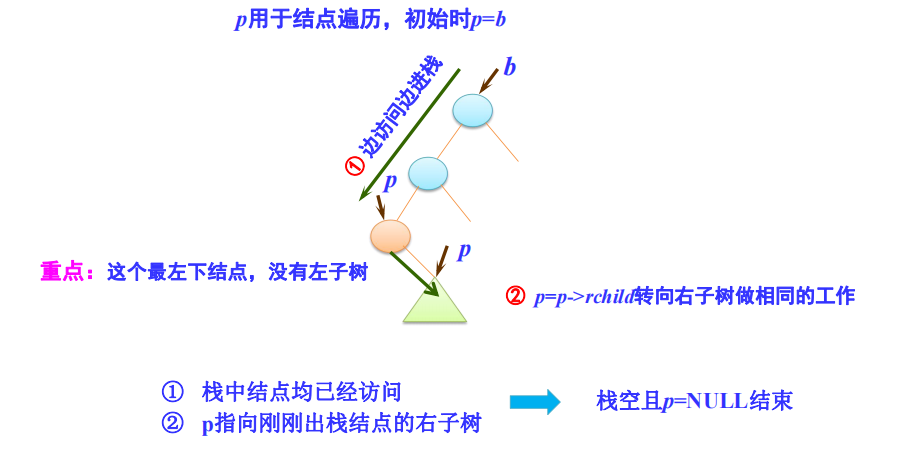 p用于结点遍历，初始时p=b
b
① 边访问边进栈
p
p
重点：这个最左下结点，没有左子树
② p=p->rchild转向右子树做相同的工作
① 栈中结点均已经访问
② p指向刚刚出栈结点的右子树
栈空且p=NULL结束